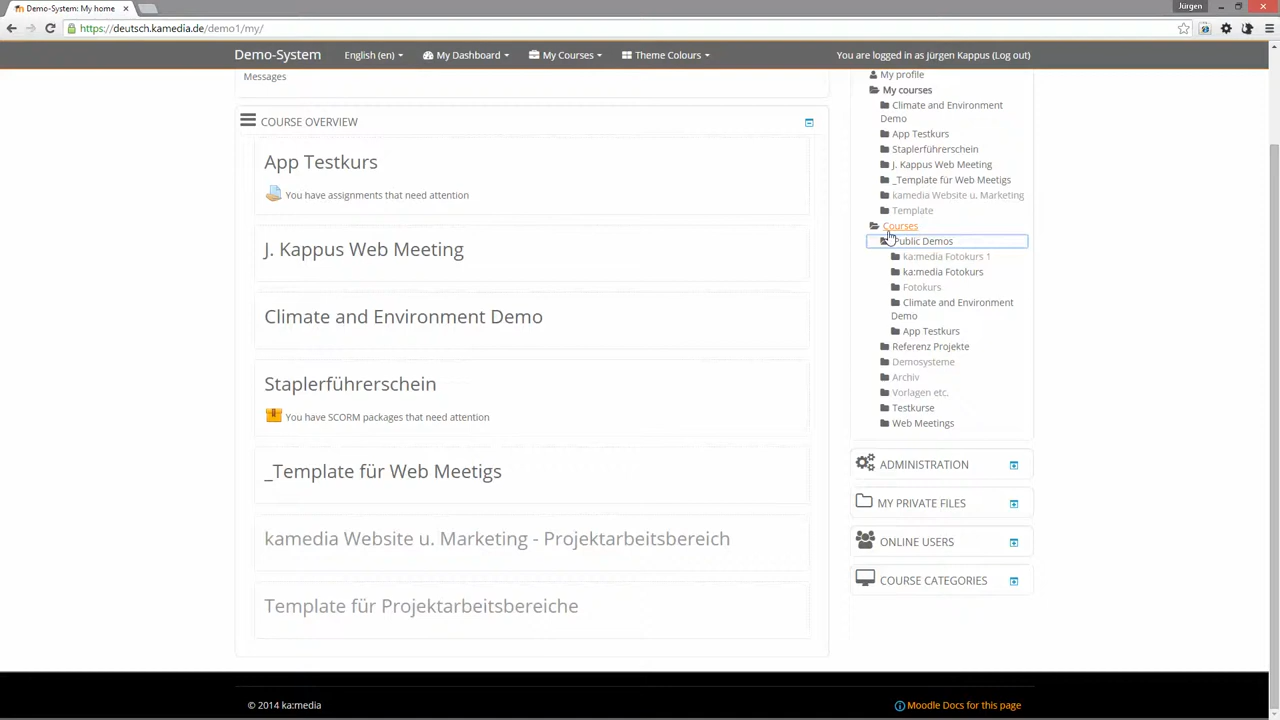 Demo-System: My home
Jürgen
https://deutsch.kamedia.de/demo1/my/
Demo-System
English (en)
My Dashboard
My Courses
Theme Colours
You are logged in as Jürgen Kappus (Log out)
Messages
COURSE OVERVIEW
App Testkurs
You have assignments that need attention
J. Kappus Web Meeting
Climate and Environment Demo
Staplerführerschein
You have SCORM packages that need attention
_Template für Web Meetigs
kamedia Website u. Marketing - Projektarbeitsbereich
Template für Projektarbeitsbereiche
My profile
My courses
Climate and Environment
Demo
App Testkurs
Staplerführerschein
J. Kappus Web Meeting
_Template für Web Meetigs
kamedia Website u. Marketing
Template
Courses
Public Demos
ka:media Fotokurs 1
ka:media Fotokurs
Fotokurs
Climate and Environment
Demo
App Testkurs
Referenz Projekte
Demosysteme
Archiv
Vorlagen etc.
Testkurse
Web Meetings
ADMINISTRATION
MY PRIVATE FILES
ONLINE USERS
COURSE CATEGORIES
© 2014 ka:media
Moodle Docs for this page